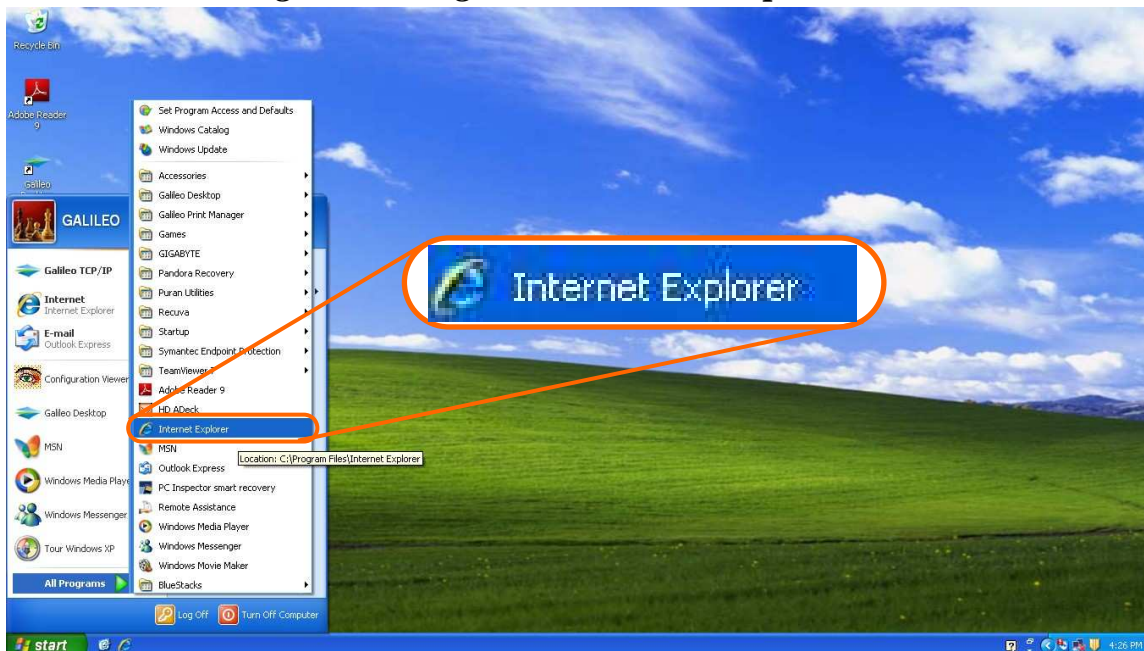 Recycle Bin
Adobe Reader
9
Galileo
GALILEO
Galileo TCP/IP
Internet
Internet Explorer
E-mail
Outlook Express
Configuration Viewer
Galileo Desktop
MSN
Windows Media Playe
Windows Messenger
Tour Windows XP
All Programs
Set Program Access and Defaults
Windows Catalog
Windows Update
Accessories
Galileo Desktop
Galileo Print Manager
Games
GIGABYTE
Pandora Recovery
Puran Utilities
Recuva
Startup
Symantec Endpoint Protection
TeamViewer
Adobe Reader 9
HD ADeck
Internet Explorer
MSN
Location: C:\Program Files\Internet Explorer
Outlook Express
PC Inspector smart recovery
Remote Assistance
Windows Media Player
Windows Messenger
Windows Movie Maker
BlueStacks
Internet Explorer
Log Off
Turn Off Computer
start
4:26 PM